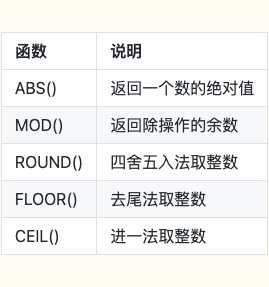 函数 说明
ABS() 返回一个数的绝对值
MOD() 返回除操作的余数
ROUND() 四舍五入法取整数
FLOOR() 去尾法取整数
CEIL() 进一法取整数